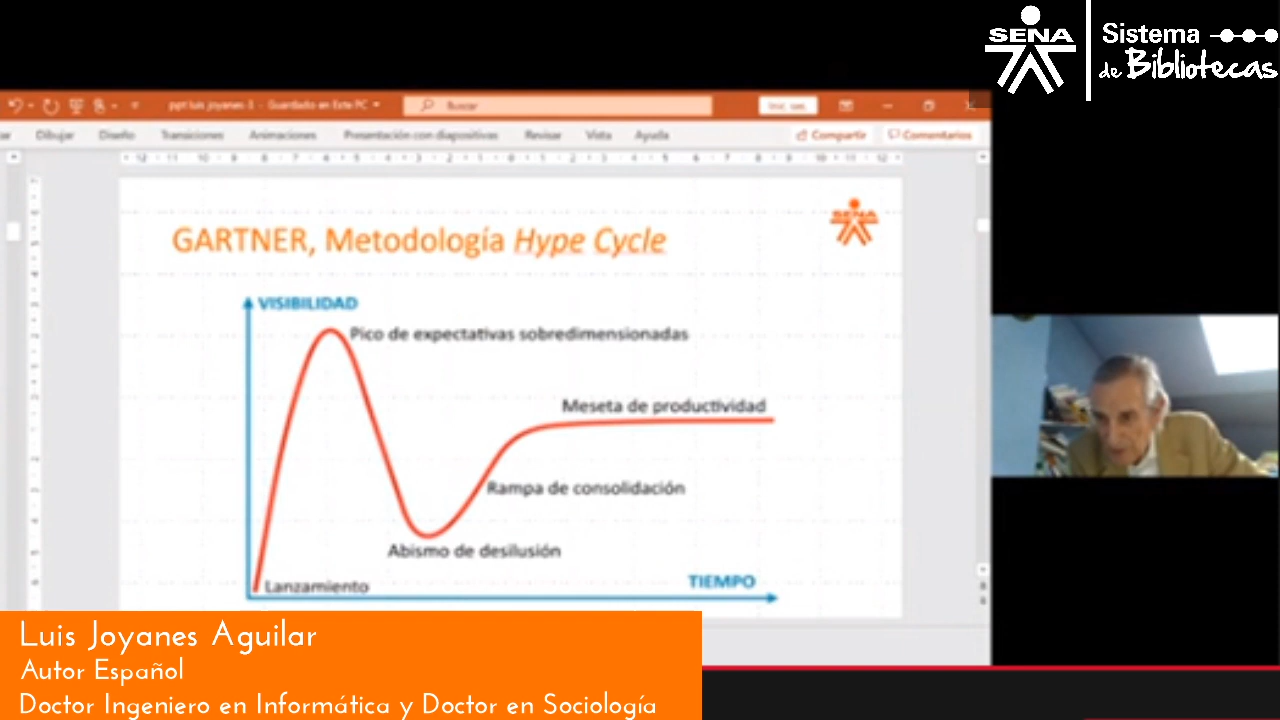 SENA
Sistema
de Bibliotecas
ppt luis joyanes-3 - Guardado en Este PC
Buscar
Inic. ses.
Dibujar Diseño Transiciones Animaciones Presentación con diapositivas Revisar Vista Ayuda Compartir Comentarios
SENA
GARTNER, Metodología Hype Cycle
VISIBILIDAD
Pico de expectativas sobredimensionadas
Meseta de productividad
Rampa de consolidación
Abismo de desilusión
Lanzamiento
TIEMPO
Luis Joyanes Aguilar
Autor Español
Doctor Ingeniero en Informática y Doctor en Sociología